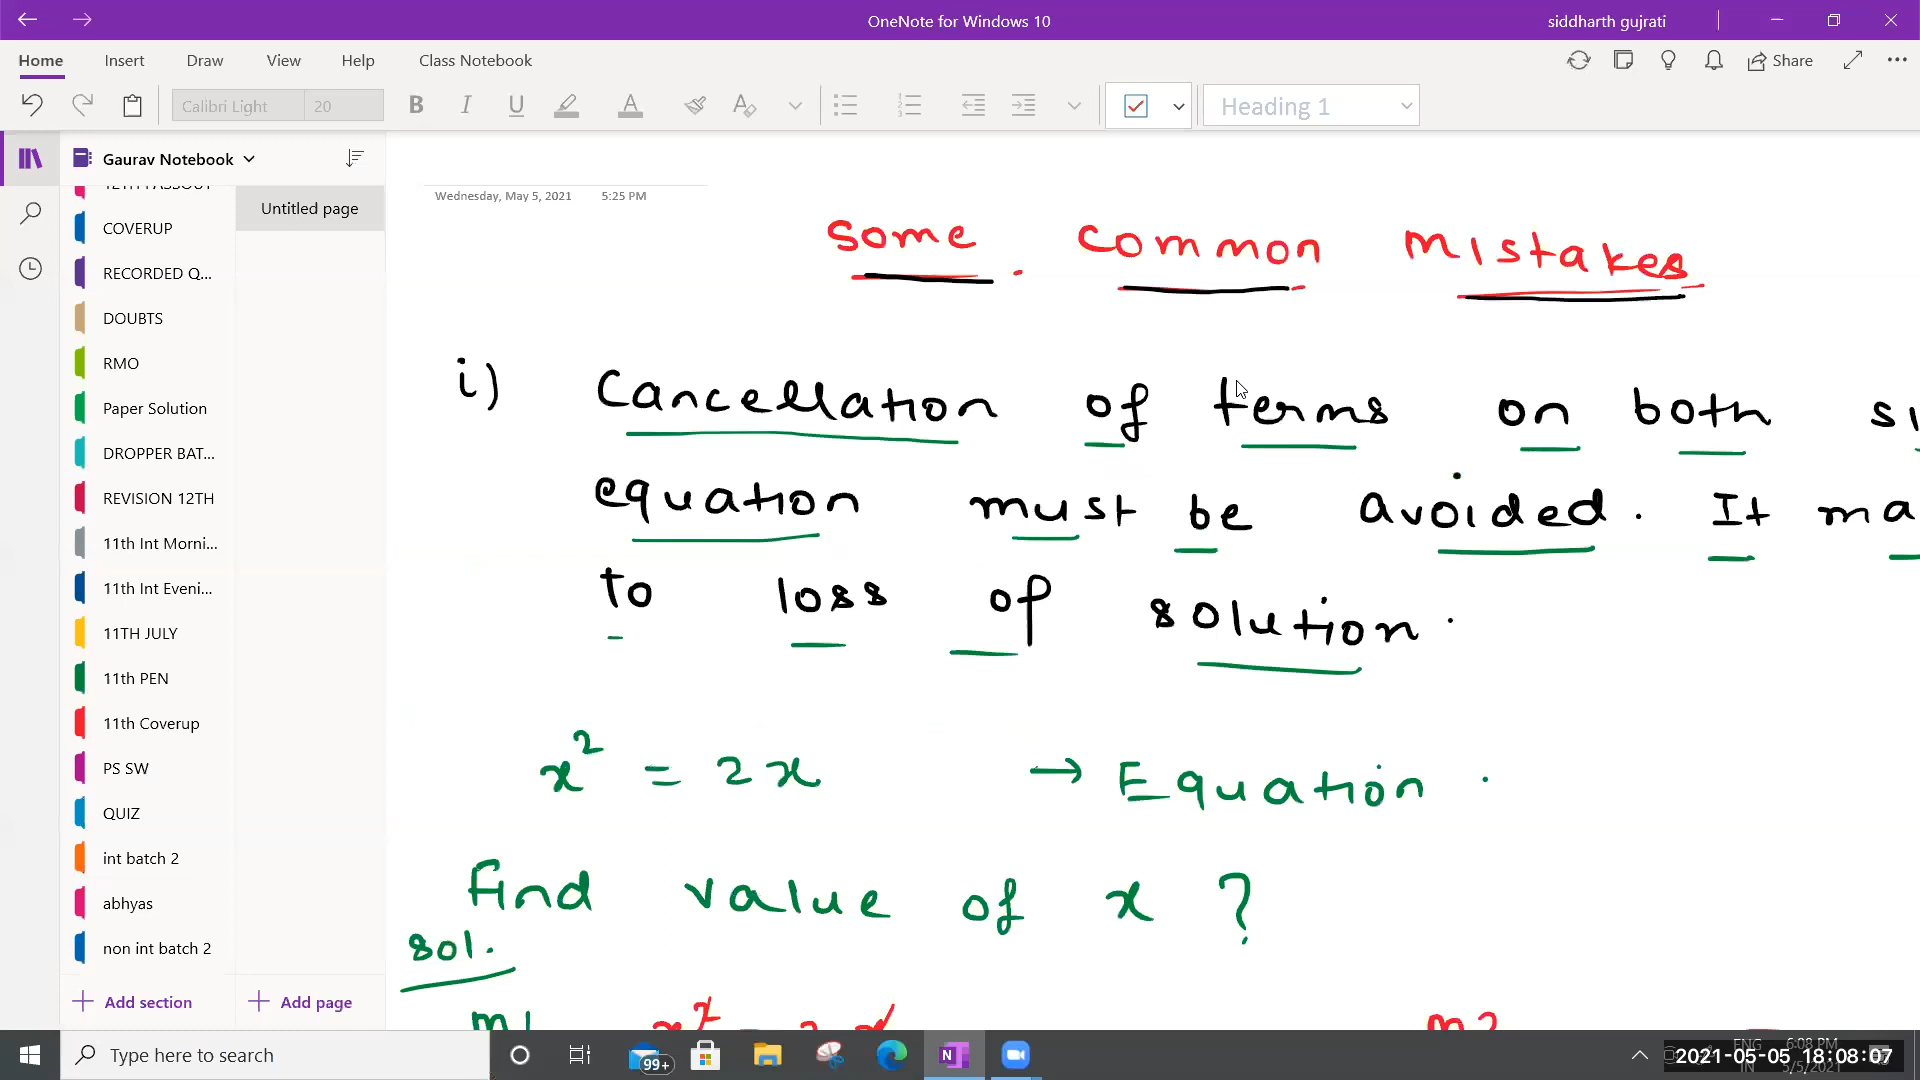 OneNote for Windows 10
siddharth gujrati
Home Insert Draw View Help Class Notebook
Share
Calibri Light 20
Heading 1
Gaurav Notebook
COVERUP
RECORDED Q...
DOUBTS
RMO
Paper Solution
DROPPER BAT...
REVISION 12TH
11th Int Morni...
11th Int Eveni...
11TH JULY
11th PEN
11th Coverup
PS SW
QUIZ
int batch 2
abhyas
non int batch 2
Add section
Untitled page
Add page
Wednesday, May 5, 2021 5:25 PM
Some common mistakes
i) Cancellation of terms on both
equation must be avoided. It
to loss of solution.
x² = 2x → Equation.
Find value of x ?
Sol.
Type here to search
99+
2021-05-05 18:08:07